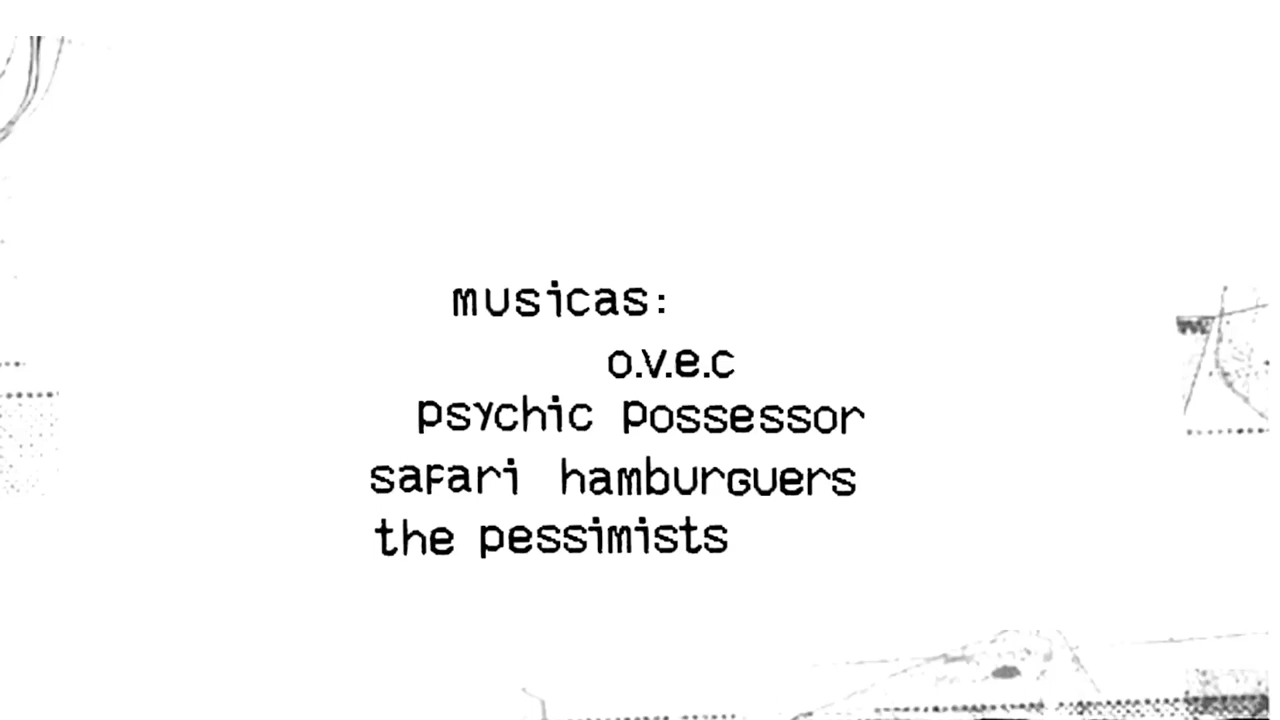 musicas:
o.v.e.c
psychic possessor
safari hamburguers
the pessimists